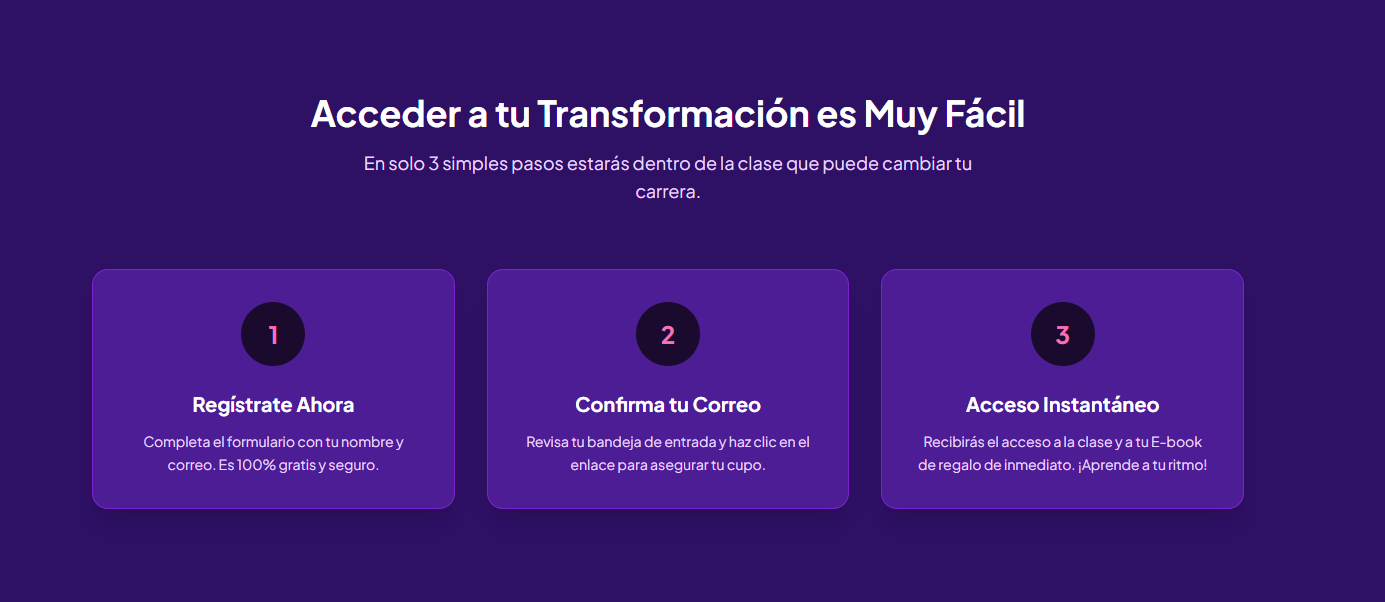 Acceder a tu Transformación es Muy Fácil
En solo 3 simples pasos estarás dentro de la clase que puede cambiar tu
carrera.
1
Regístrate Ahora
Completa el formulario con tu nombre y
correo. Es 100% gratis y seguro.
2
Confirma tu Correo
Revisa tu bandeja de entrada y haz clic en el
enlace para asegurar tu cupo.
3
Acceso Instantáneo
Recibirás el acceso a la clase y a tu E-book
de regalo de inmediato. ¡Aprende a tu ritmo!